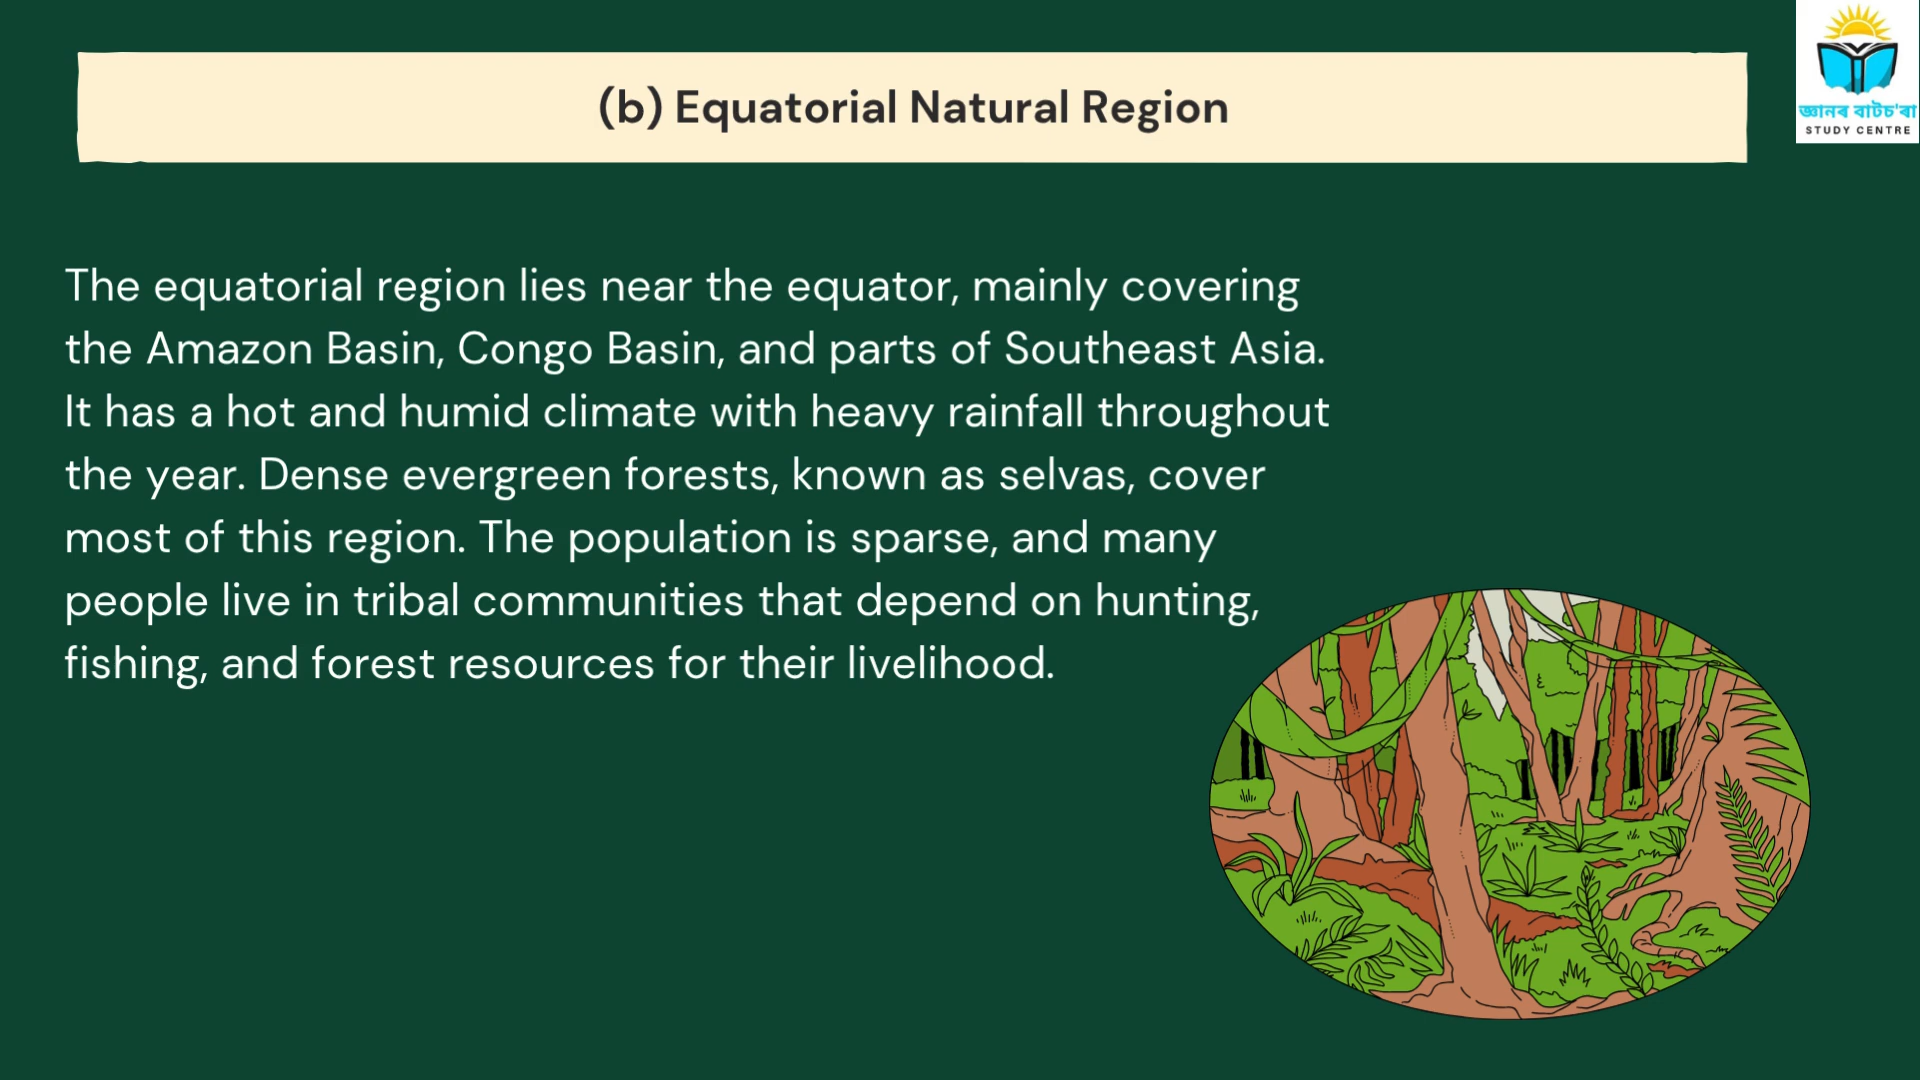 (b) Equatorial Natural Region
জ্ঞানৰ বাটচ'ৰা
STUDY CENTRE
The equatorial region lies near the equator, mainly covering
the Amazon Basin, Congo Basin, and parts of Southeast Asia.
It has a hot and humid climate with heavy rainfall throughout
the year. Dense evergreen forests, known as selvas, cover
most of this region. The population is sparse, and many
people live in tribal communities that depend on hunting,
fishing, and forest resources for their livelihood.